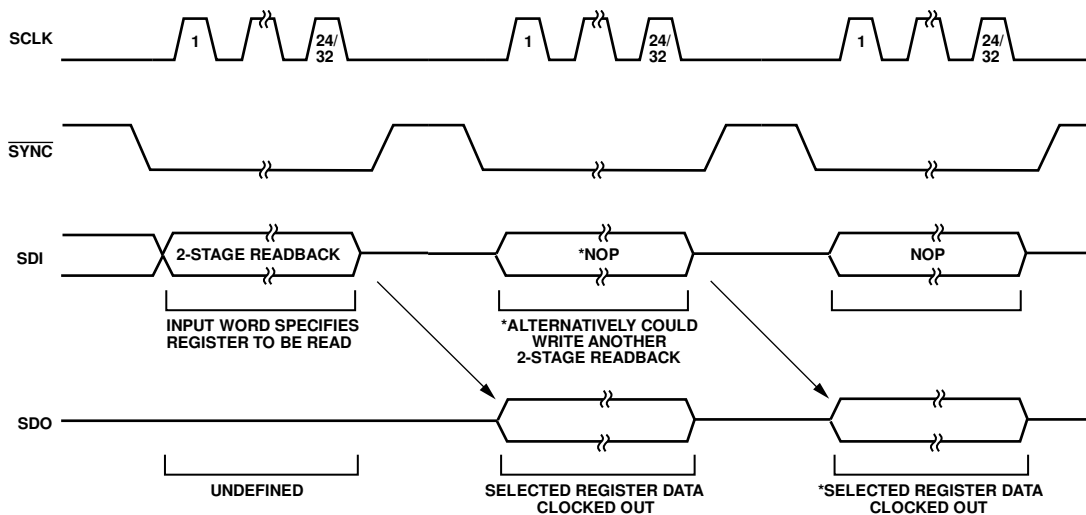 SCLK
1
24/
32
1
24/
32
1
24/
32
SYNC
SDI
2-STAGE READBACK
*NOP
NOP
INPUT WORD SPECIFIES
REGISTER TO BE READ
*ALTERNATIVELY COULD
WRITE ANOTHER
2-STAGE READBACK
SDO
UNDEFINED
SELECTED REGISTER DATA
CLOCKED OUT
*SELECTED REGISTER DATA
CLOCKED OUT